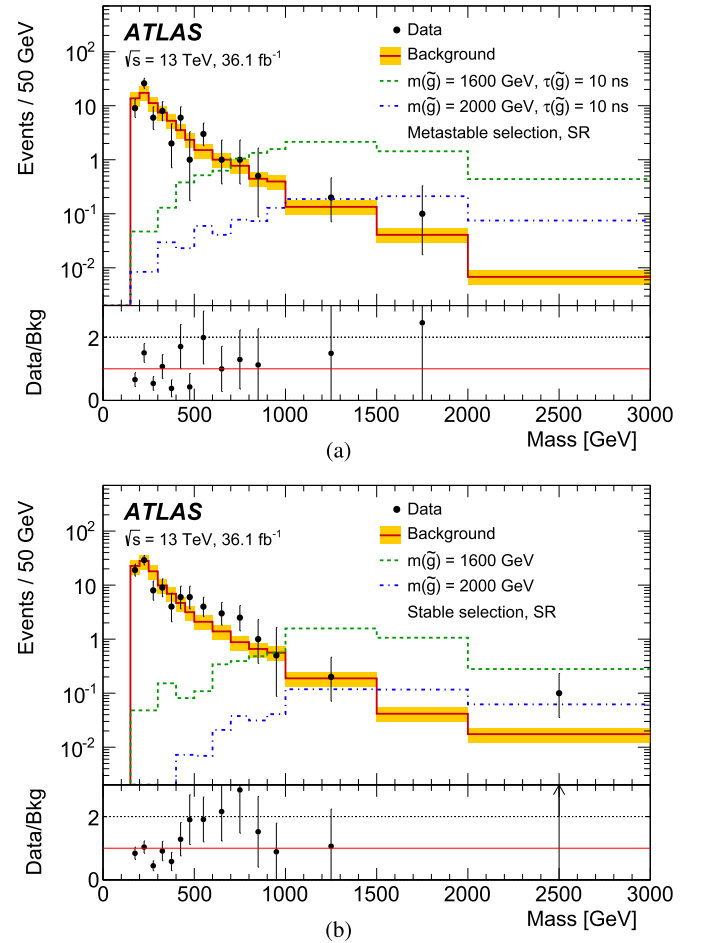 ATLAS
√s = 13 TeV, 36.1 fb⁻¹
Data
Background
m(g̃) = 1600 GeV, τ(g̃) = 10 ns
m(g̃) = 2000 GeV, τ(g̃) = 10 ns
Metastable selection, SR
Events / 50 GeV
10²
10
1
10⁻¹
10⁻²
Data/Bkg
2
0
0 500 1000 1500 2000 2500 3000
Mass [GeV]
(a)
ATLAS
√s = 13 TeV, 36.1 fb⁻¹
Data
Background
m(g̃) = 1600 GeV
m(g̃) = 2000 GeV
Stable selection, SR
Events / 50 GeV
10²
10
1
10⁻¹
10⁻²
Data/Bkg
2
0
0 500 1000 1500 2000 2500 3000
Mass [GeV]
(b)